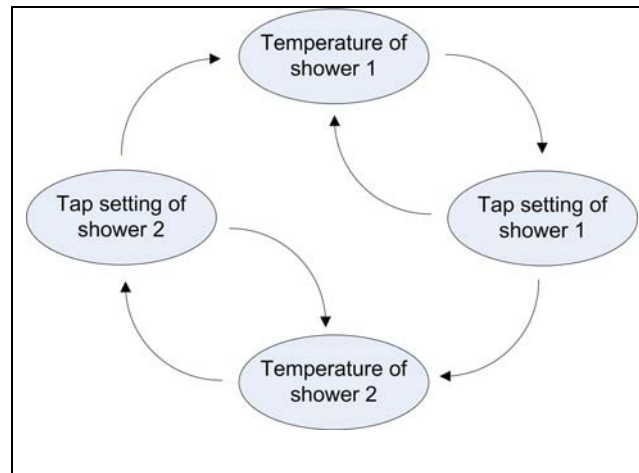 Temperature of
shower 1
Tap setting of
shower 2
Tap setting of
shower 1
Temperature of
shower 2